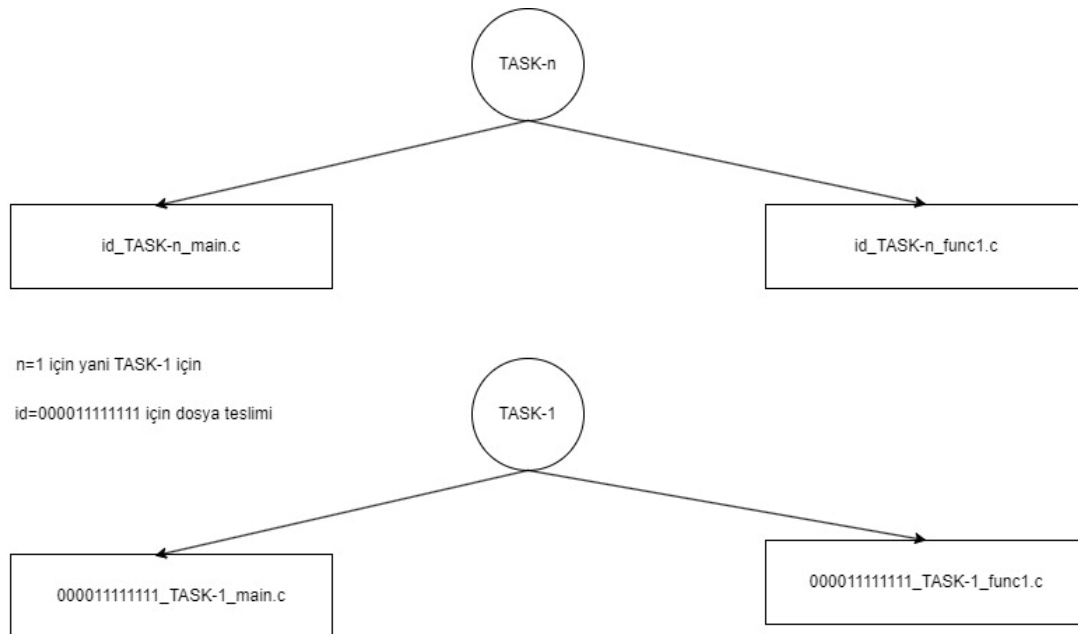 TASK-n
id_TASK-n_main.c
id_TASK-n_func1.c
n=1 için yani TASK-1 için
id=000011111111 için dosya teslimi
TASK-1
000011111111_TASK-1_main.c
000011111111_TASK-1_func1.c